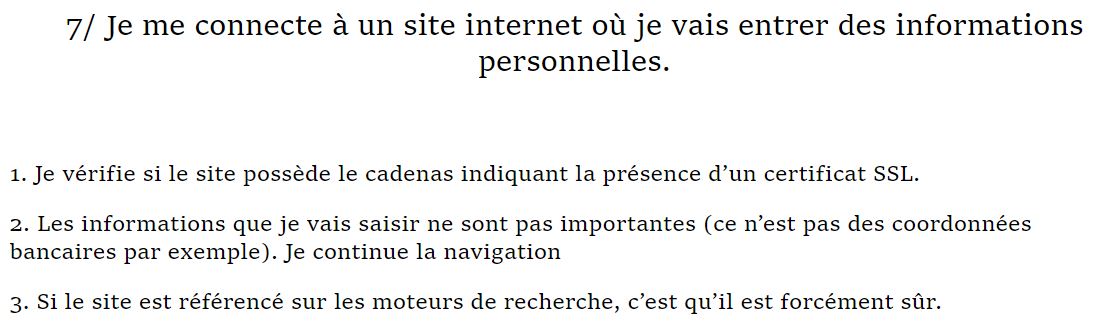 7/ Je me connecte à un site internet où je vais entrer des informations
personnelles.
1. Je vérifie si le site possède le cadenas indiquant la présence d’un certificat SSL.
2. Les informations que je vais saisir ne sont pas importantes (ce n’est pas des coordonnées
bancaires par exemple). Je continue la navigation
3. Si le site est référencé sur les moteurs de recherche, c’est qu’il est forcément sûr.